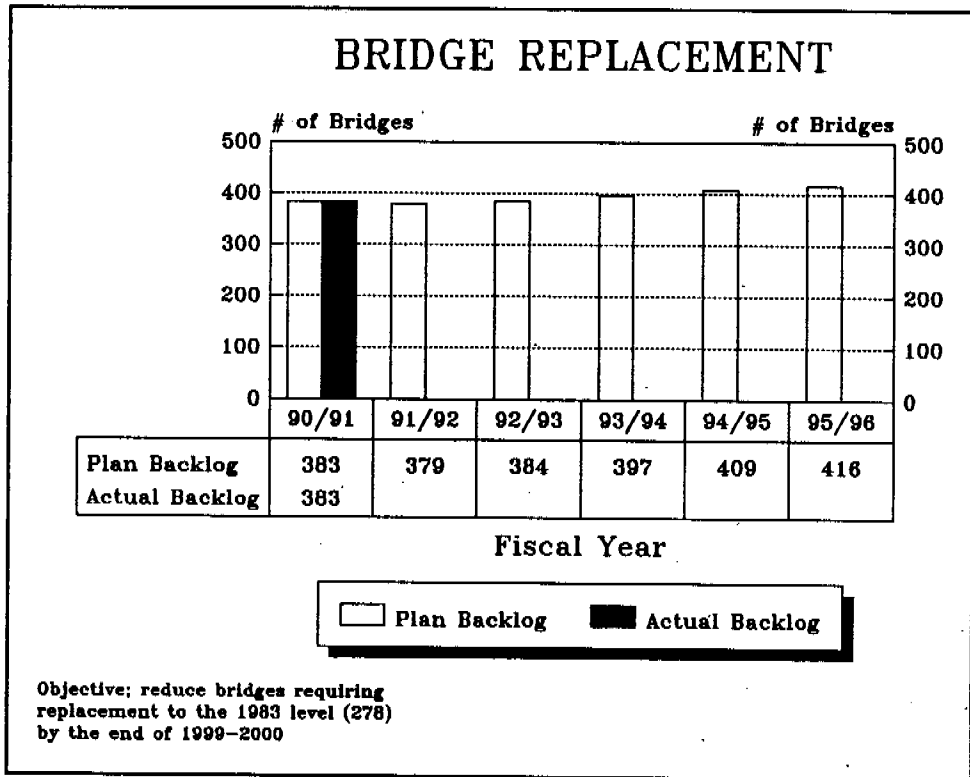 BRIDGE REPLACEMENT
# of Bridges # of Bridges
500 500
400 400
300 300
200 200
100 100
0 0
90/91 91/92 92/93 93/94 94/95 95/96
Plan Backlog 383 379 384 397 409 416
Actual Backlog 383
Fiscal Year
Plan Backlog Actual Backlog
Objective; reduce bridges requiring
replacement to the 1983 level (278)
by the end of 1999-2000